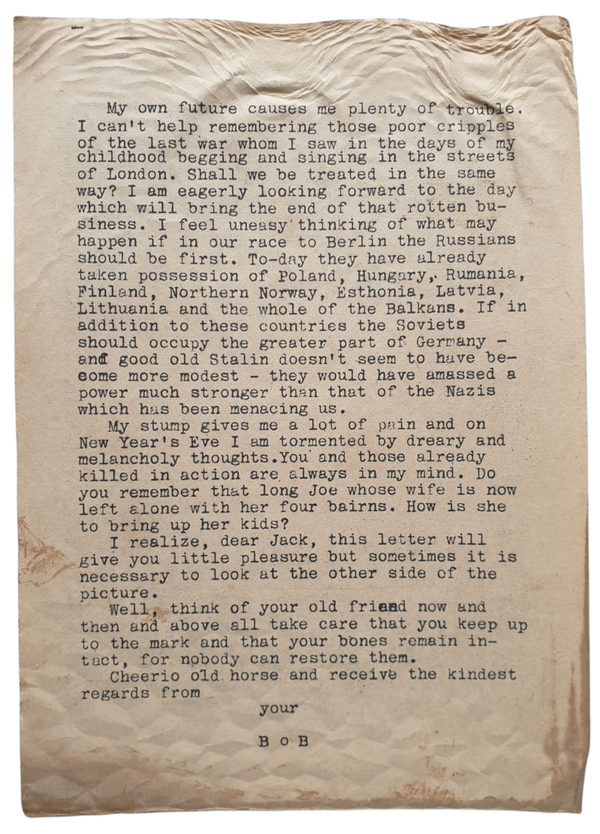 My own future causes me plenty of trouble.
I can't help remembering those poor cripples
of the last war whom I saw in the days of my
childhood begging and singing in the streets
of London. Shall we be treated in the same
way? I am eagerly looking forward to the day
which will bring the end of that rotten bu-
siness. I feel uneasy thinking of what may
happen if in our race to Berlin the Russians
should be first. To-day they have already
taken possession of Poland, Hungary, Rumania,
Finland, Northern Norway, Esthonia, Latvia,
Lithuania and the whole of the Balkans. If in
addition to these countries the Soviets
should occupy the greater part of Germany -
and good old Stalin doesn't seem to have be-
come more modest - they would have amassed a
power much stronger than that of the Nazis
which has been menacing us.
My stump gives me a lot of pain and on
New Year's Eve I am tormented by dreary and
melancholy thoughts.You and those already
killed in action are always in my mind. Do
you remember that long Joe whose wife is now
left alone with her four bairns. How is she
to bring up her kids?
I realize, dear Jack, this letter will
give you little pleasure but sometimes it is
necessary to look at the other side of the
picture.
Well, think of your old friend now and
then and above all take care that you keep up
to the mark and that your bones remain in-
tact, for nobody can restore them.
Cheerio old horse and receive the kindest
regards from
your
B o B